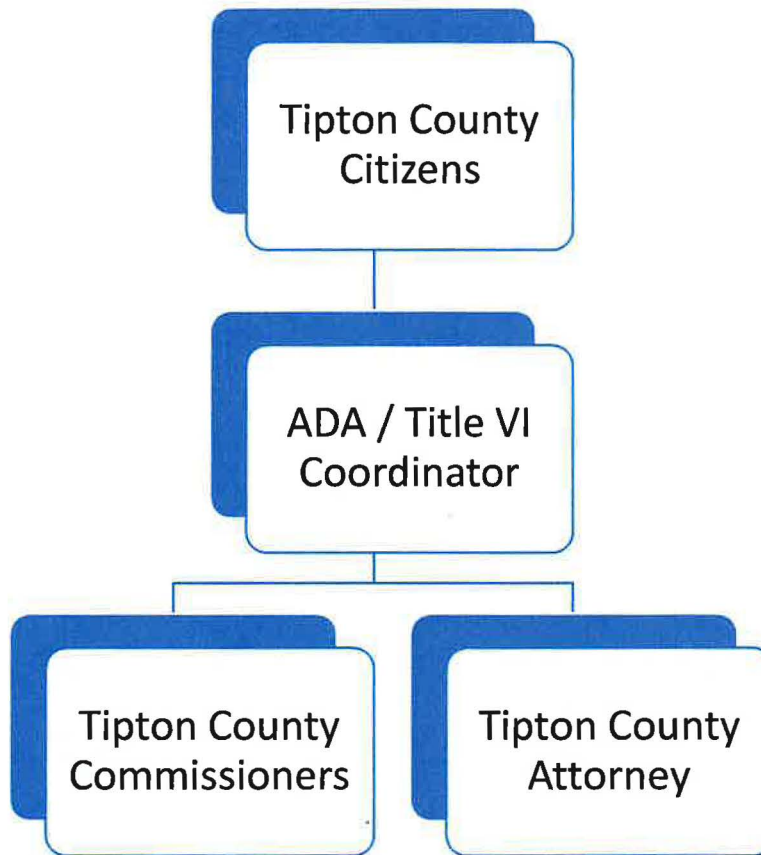 Tipton County
Citizens
ADA / Title VI
Coordinator
Tipton County
Commissioners
Tipton County
Attorney